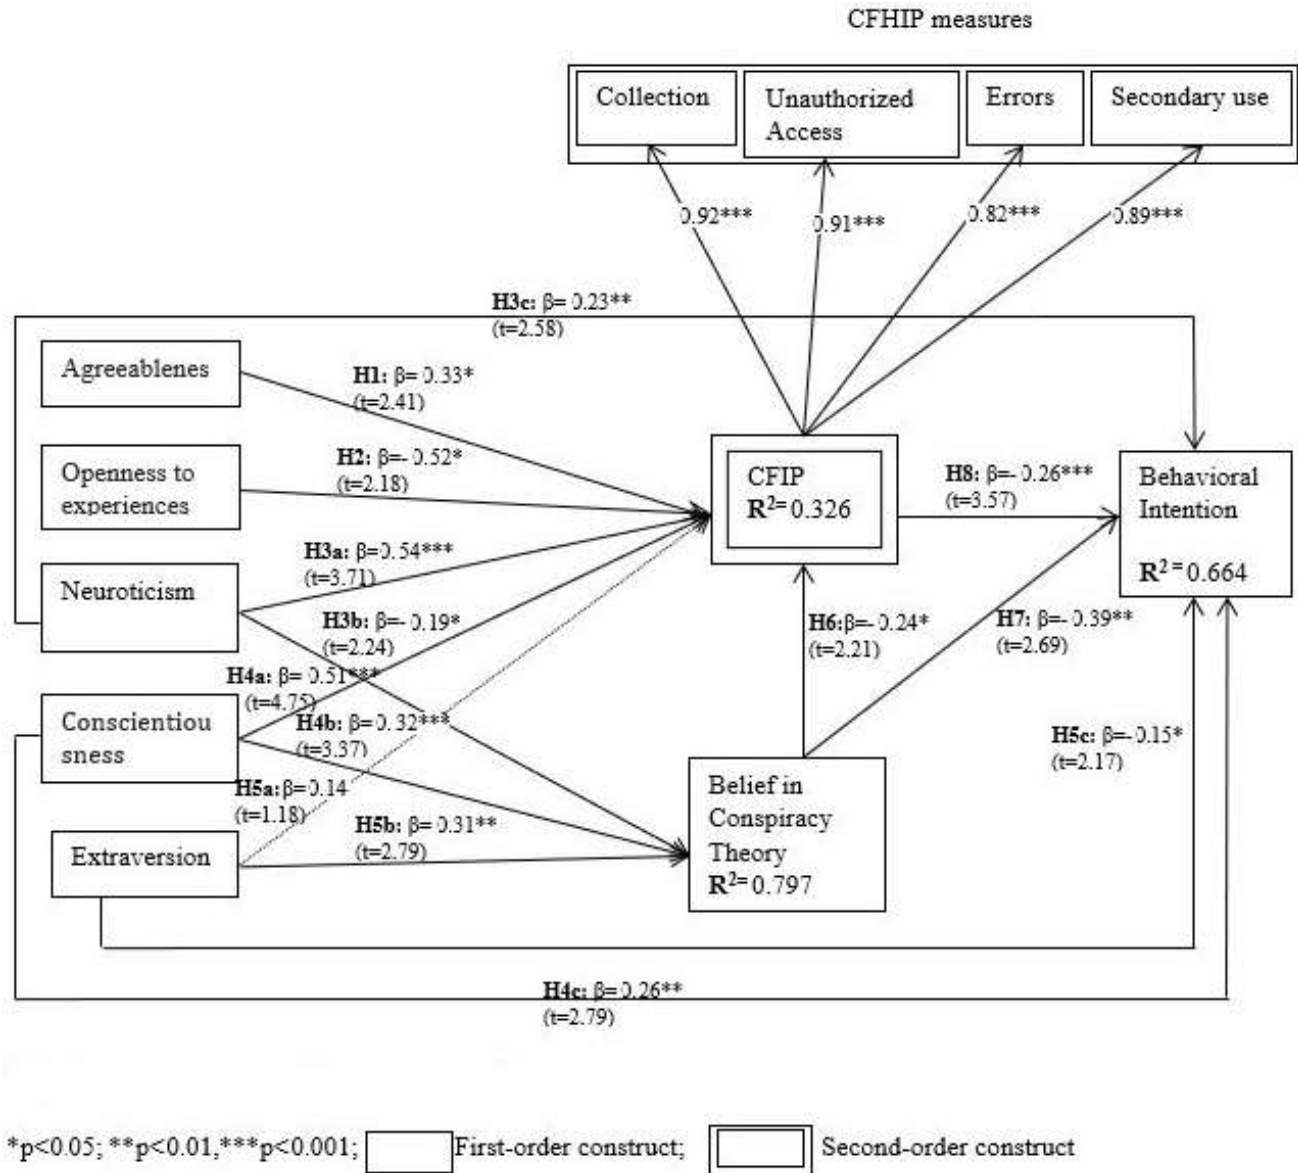 CFHIP measures
Collection
Unauthorized
Access
Errors
Secondary use
0.92***
0.91***
0.82***
0.89***
H3c: β= 0.23**
(t=2.58)
Agreeablenes
H1: β= 0.33*
(t=2.41)
Openness to
experiences
H2: β=- 0.52*
(t=2.18)
CFIP
R²= 0.326
H8: β=- 0.26***
(t=3.57)
Behavioral
Intention
R² = 0.664
Neuroticism
H3a: β=0.54***
(t=3.71)
H3b: β=- 0.19*
(t=2.24)
H6:β=- 0.24*
(t=2.21)
H7: β=-0.39**
(t=2.69)
H4a: β= 0.51***
(t=4.75)
Conscientiou
sness
H4b: β=0.32***
(t=3.37)
H5c: β=-0.15*
(t=2.17)
H5a:β=0.14
(t=1.18)
H5b: β=0.31**
(t=2.79)
Extraversion
Belief in
Conspiracy
Theory
R²= 0.797
H4c: β=0.26**
(t=2.79)
*p<0.05; **p<0.01,***p<0.001; First-order construct; Second-order construct